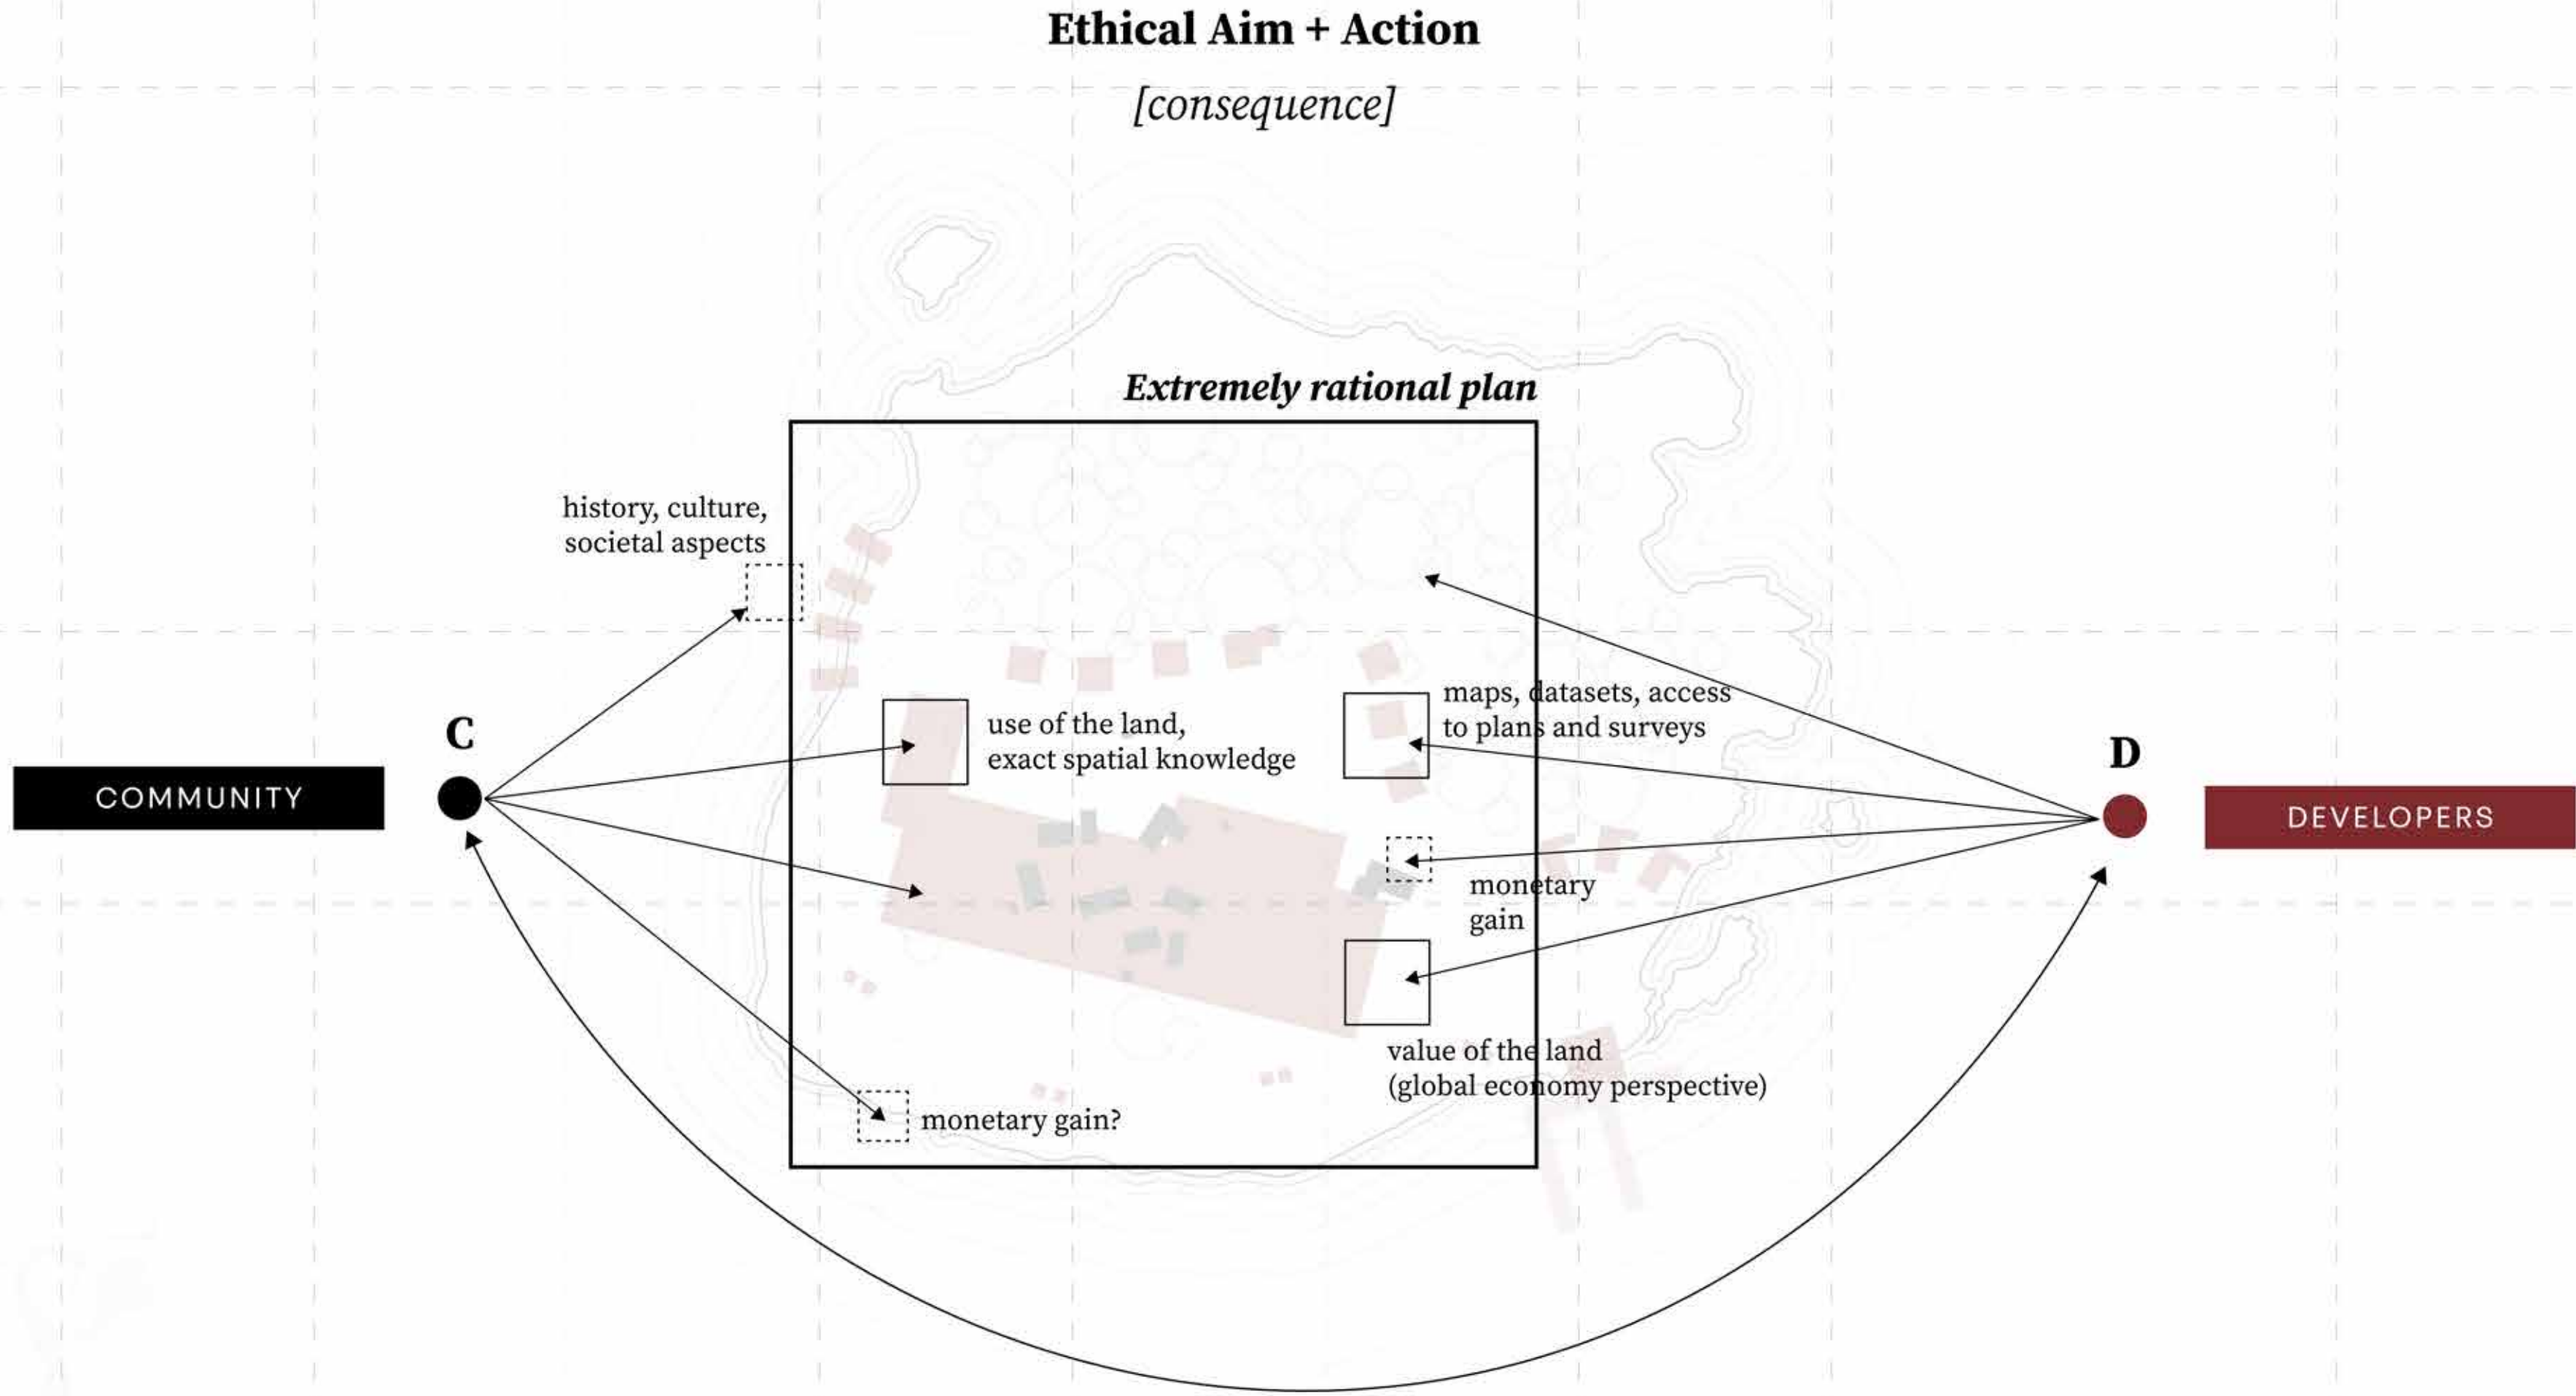 Ethical Aim + Action
[consequence]
Extremely rational plan
history, culture,
societal aspects
C
COMMUNITY
use of the land,
exact spatial knowledge
maps, datasets, access
to plans and surveys
D
DEVELOPERS
monetary
gain
value of the land
(global economy perspective)
monetary gain?